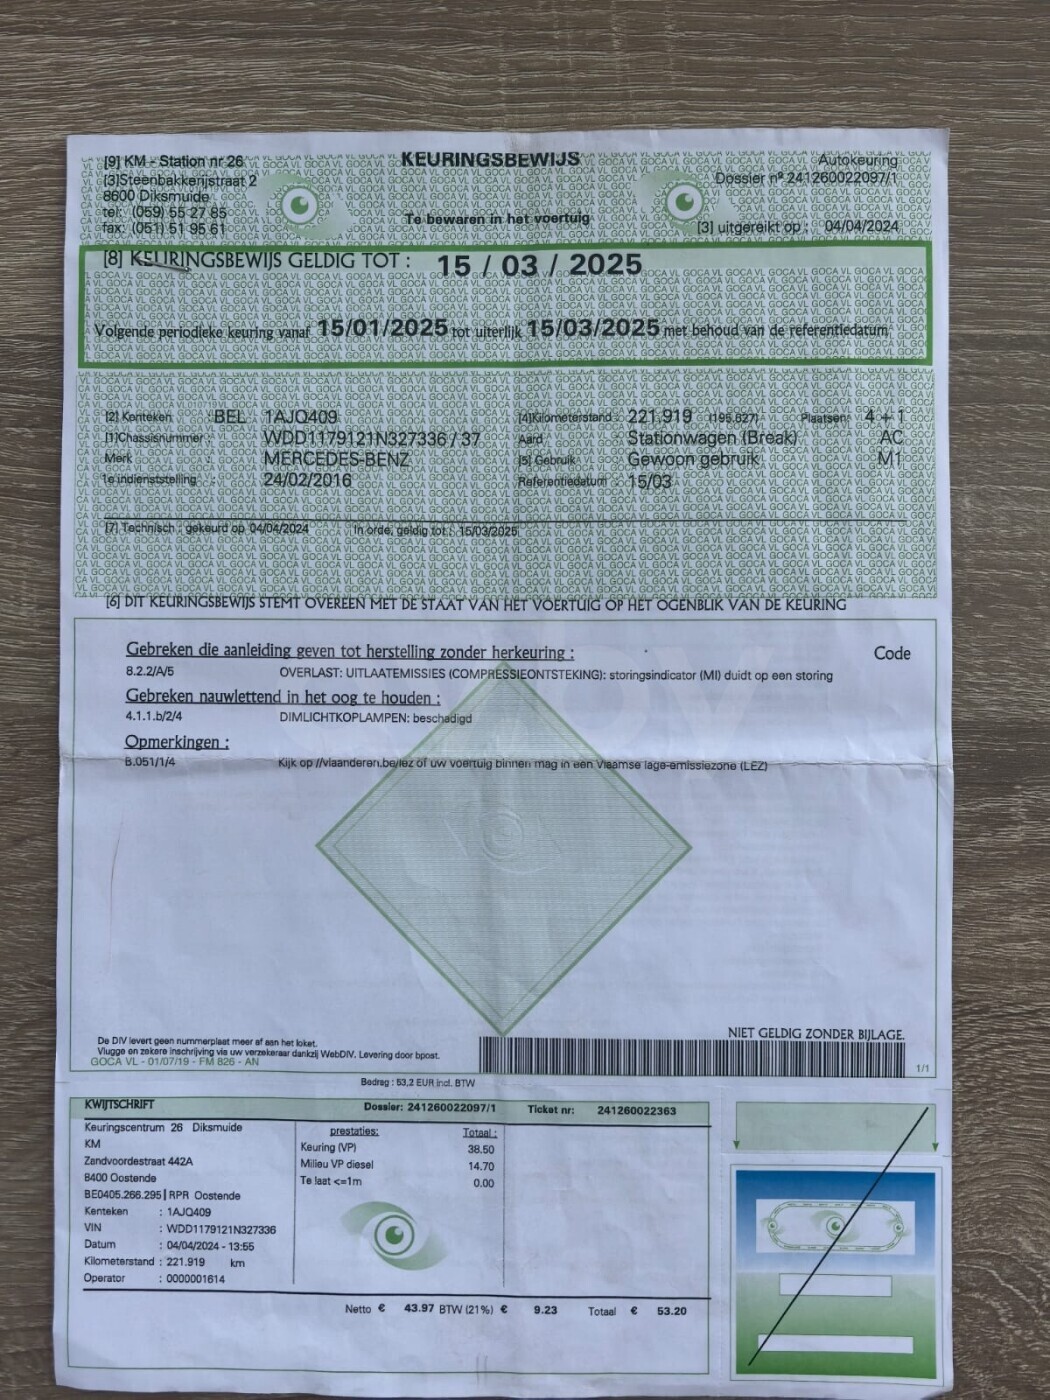 [9] KM - Station nr 26
[3]Steenbakkerijstraat 2
8600 Diksmuide
tel: (059) 55 27 85
fax: (051) 51 95 61
KEURINGSBEWIJS
Te bewaren in het voertuig
Autokeuring
Dossier nº 241260022097/1
[3] uitgereikt op : 04/04/2024
[8] KEURINGSBEWIJS GELDIG TOT : 15 / 03 / 2025
Volgende periodieke keuring vanaf 15/01/2025 tot uiterlijk 15/03/2025 met behoud van de referentiedatum
[2] Kenteken : BEL 1AJQ409 [4]Kilometerstand : 221.919 (195.627) Plaatsen: 4 + 1
[1]Chassisnummer : WDD1179121N327336 / 37 Aard : Stationwagen (Break) AC
Merk : MERCEDES-BENZ [5] Gebruik : Gewoon gebruik M1
1e indienststelling : 24/02/2016 Referentiedatum : 15/03
[7] Technisch : gekeurd op 04/04/2024 In orde, geldig tot : 15/03/2025
[6] DIT KEURINGSBEWIJS STEMT OVEREEN MET DE STAAT VAN HET VOERTUIG OP HET OGENBLIK VAN DE KEURING
Gebreken die aanleiding geven tot herstelling zonder herkeuring : Code
8.2.2/A/5 OVERLAST: UITLAATEMISSIES (COMPRESSIEONTSTEKING): storingsindicator (MI) duidt op een storing
Gebreken nauwlettend in het oog te houden :
4.1.1.b/2/4 DIMLICHTKOPLAMPEN: beschadigd
Opmerkingen :
B.051/1/4 Kijk op //vlaanderen.be/lez of uw voertuig binnen mag in een Vlaamse lage-emissiezone (LEZ)
NIET GELDIG ZONDER BIJLAGE.
De DIV levert geen nummerplaat meer af aan het loket.
Vlugge en zekere inschrijving via uw verzekeraar dankzij WebDIV. Levering door bpost.
GOCA VL - 01/07/19 - FM 826 - AN
1/1
Bedrag : 53,2 EUR incl. BTW
KWIJTSCHRIFT Dossier: 241260022097/1 Ticket nr: 241260022363
Keuringscentrum 26 Diksmuide
KM
Zandvoordestraat 442A
8400 Oostende
BE0405.266.295 | RPR Oostende
Kenteken : 1AJQ409
VIN : WDD1179121N327336
Datum : 04/04/2024 - 13:55
Kilometerstand : 221.919 km
Operator : 0000001614
prestaties: Totaal :
Keuring (VP) 38.50
Milieu VP diesel 14.70
Te laat <=1m 0.00
Netto € 43.97 BTW (21%) € 9.23 Totaal € 53.20